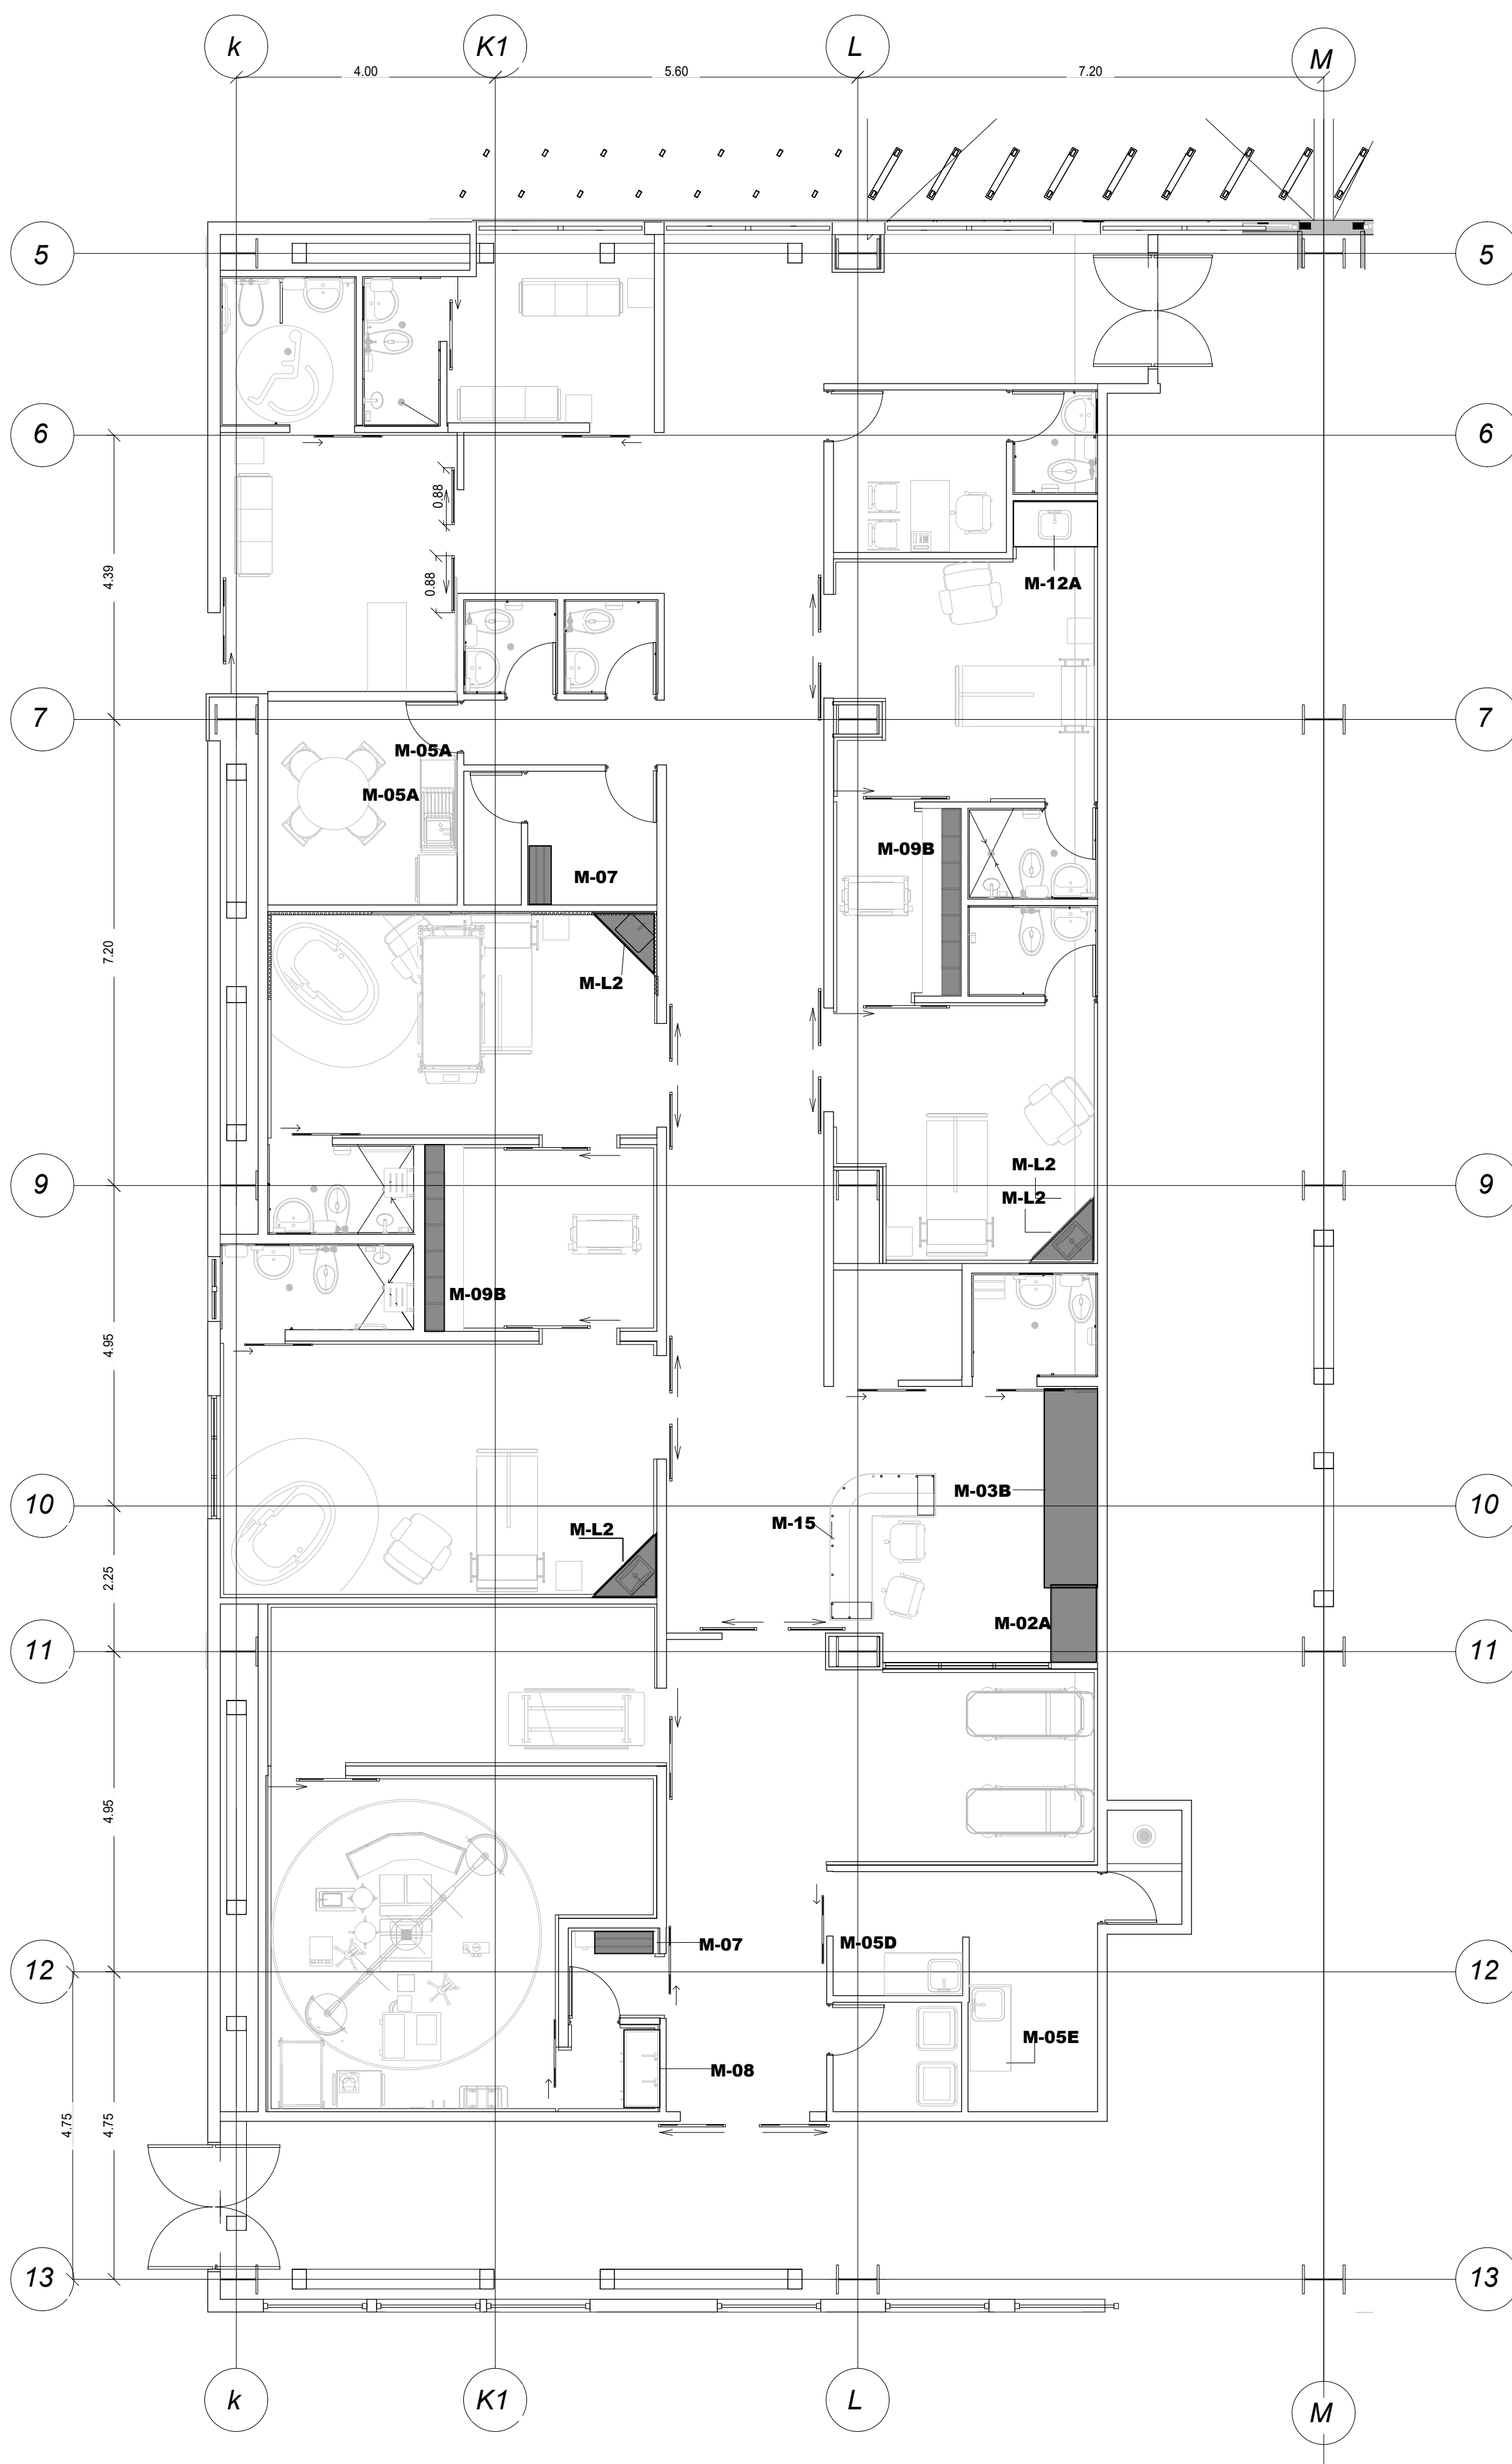 k K1 L M
4.00 5.60 7.20
5 5
6 6
0.88
4.39
0.88
M-12A
7 7
M-05A
M-05A
M-09B
M-07
7.20
M-L2
M-L2
9 M-L2 9
M-09B
4.95
M-03B
10 10
M-15
M-L2
2.25
M-02A
11 11
4.95
M-07 M-05D
12 12
M-05E
M-08
4.75 4.75
13 13
k K1 L M